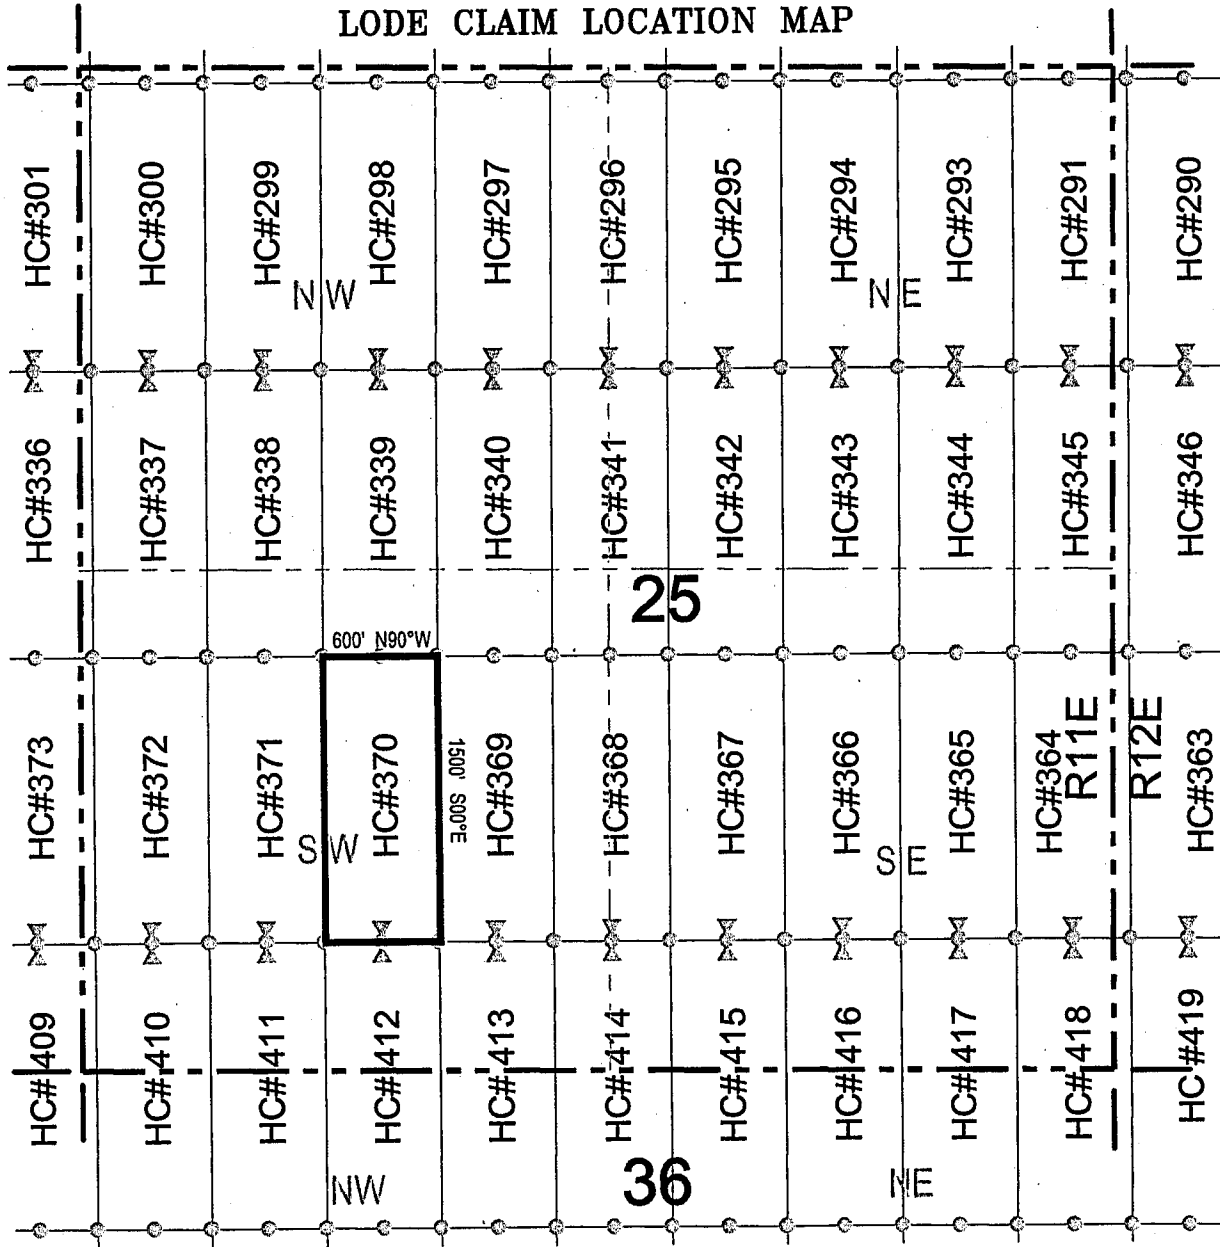 LODE CLAIM LOCATION MAP
HC#301
HC#300
HC#299
HC#298
HC#297
HC#296
HC#295
HC#294
HC#293
HC#291
HC#290
NW
NE
HC#336
HC#337
HC#338
HC#339
HC#340
HC#341
HC#342
HC#343
HC#344
HC#345
HC#346
25
600' N90°W
HC#373
HC#372
HC#371
HC#370
1500' S00°E
HC#369
HC#368
HC#367
HC#366
HC#365
HC#364
R11E
R12E
HC#363
SW
SE
HC#409
HC#410
HC#411
HC#412
HC#413
HC#414
HC#415
HC#416
HC#417
HC#418
HC#419
NW
36
NE